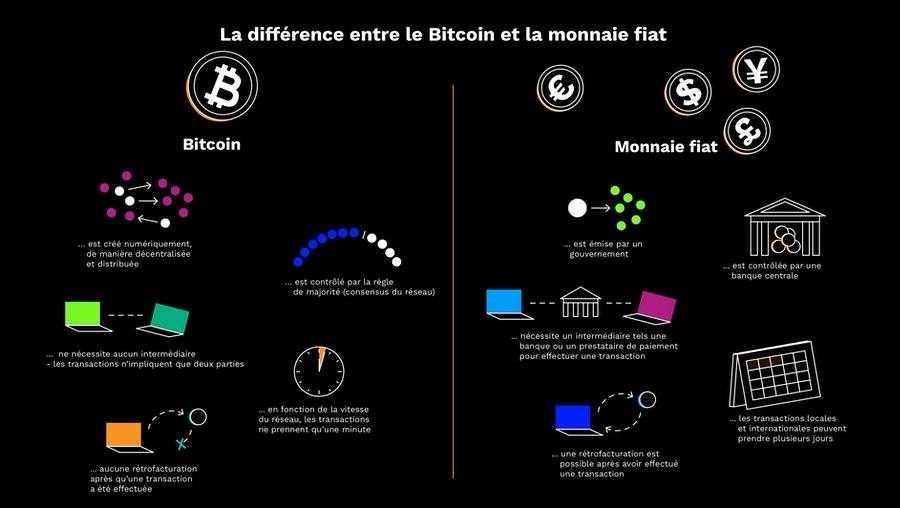 La différence entre le Bitcoin et la monnaie fiat
Bitcoin
... est créé numériquement,
de manière décentralisée
et distribuée
... est contrôlé par la règle
de majorité (consensus du réseau)
... ne nécessite aucun intermédiaire
- les transactions n'impliquent que deux parties
... en fonction de la vitesse
du réseau, les transactions
ne prennent qu'une minute
... aucune rétrofacturation
après qu'une transaction
a été effectuée
€
$
¥
£
Monnaie fiat
... est émise par un
gouvernement
... est contrôlée par une
banque centrale
... nécessite un intermédiaire tels une
banque ou un prestataire de paiement
pour effectuer une transaction
... les transactions locales
et internationales peuvent
prendre plusieurs jours
... une rétrofacturation est
possible après avoir effectué
une transaction